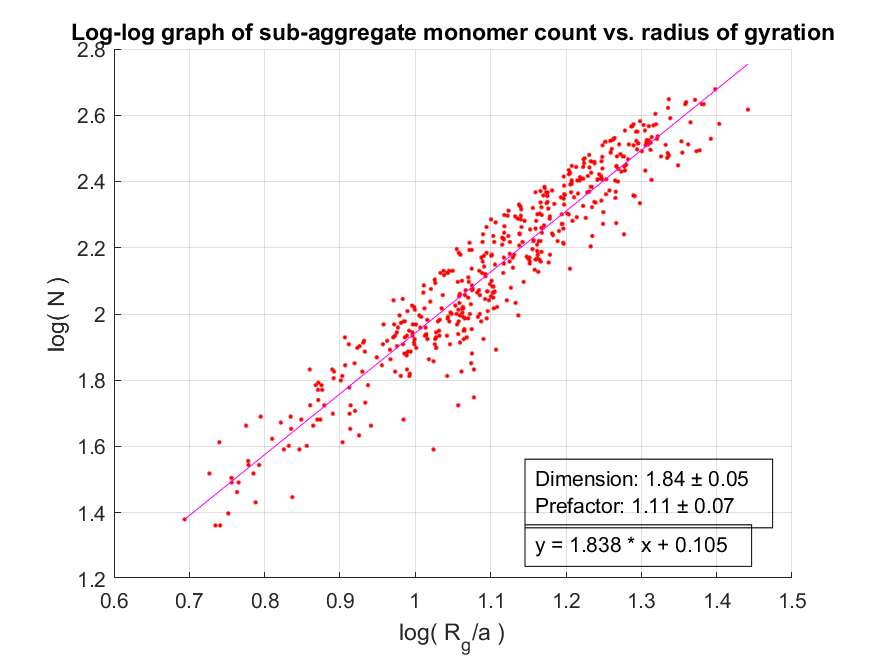 Log-log graph of sub-aggregate monomer count vs. radius of gyration
2.8
2.6
2.4
2.2
2
1.8
1.6
1.4
1.2
log( N )
Dimension: 1.84 ± 0.05
Prefactor: 1.11 ± 0.07
y = 1.838 * x + 0.105
0.6 0.7 0.8 0.9 1 1.1 1.2 1.3 1.4 1.5
log( R_g/a )